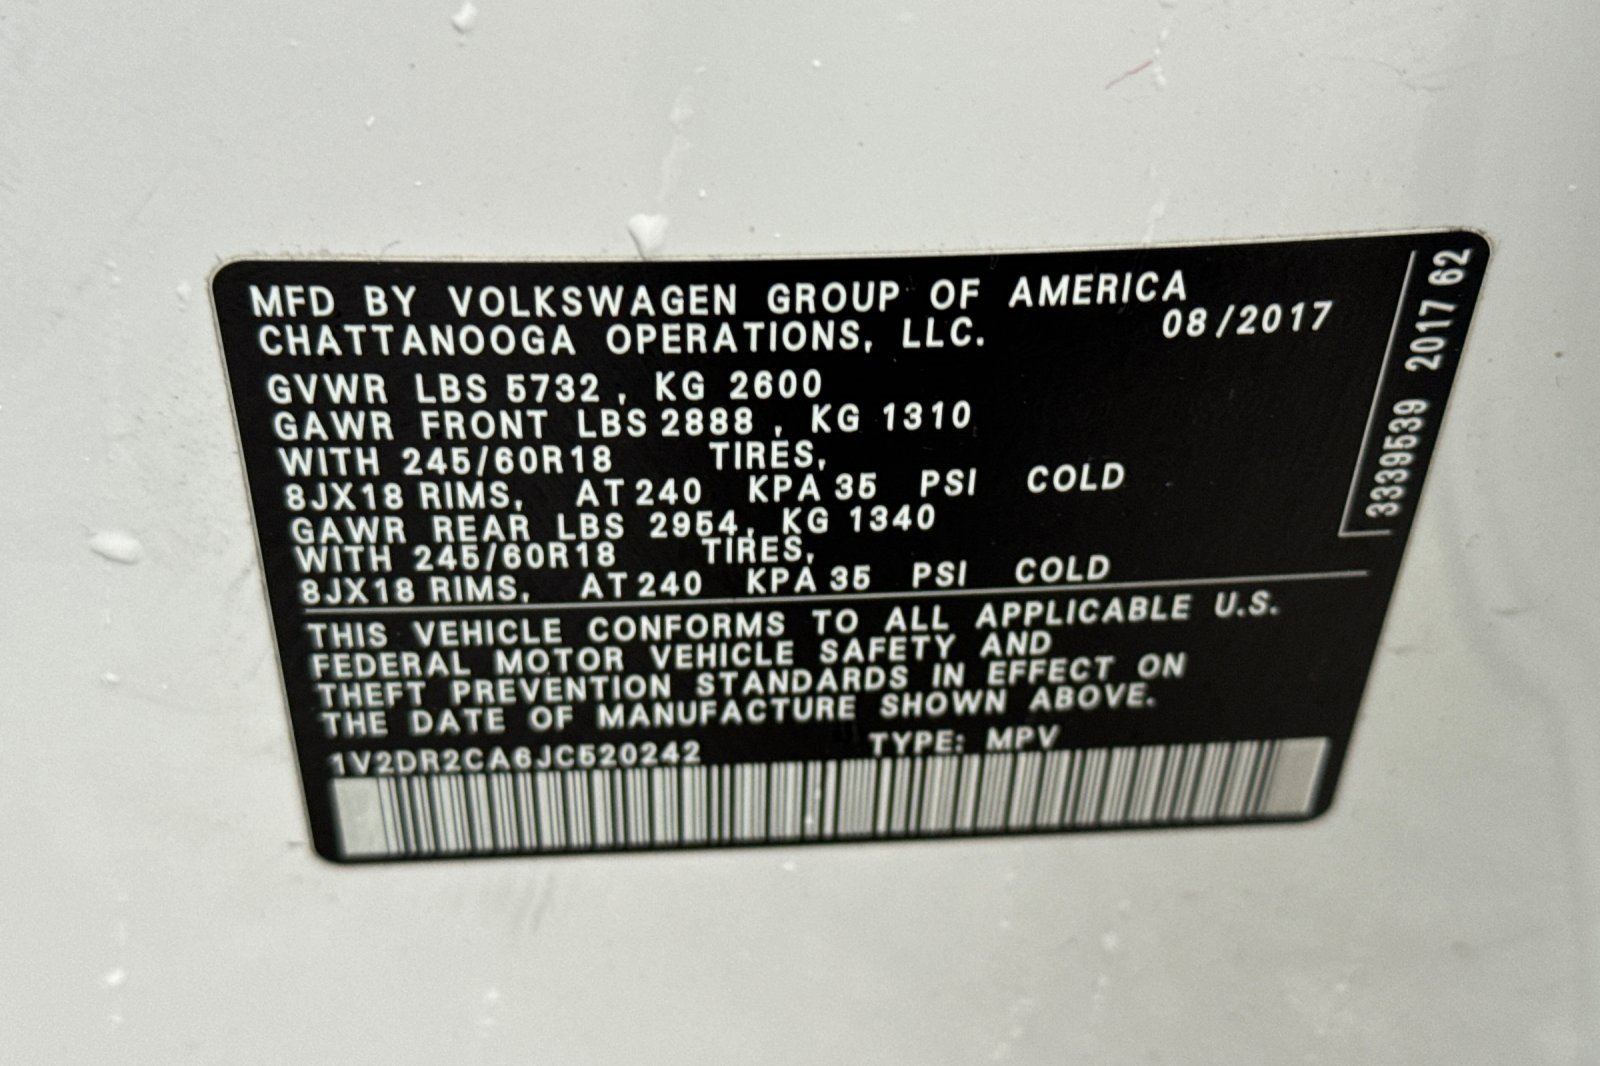 MFD BY VOLKSWAGEN GROUP OF AMERICA
CHATTANOOGA OPERATIONS, LLC. 08/2017
GVWR LBS 5732, KG 2600
GAWR FRONT LBS 2888, KG 1310
WITH 245/60R18 TIRES,
8JX18 RIMS, AT 240 KPA 35 PSI COLD
GAWR REAR LBS 2954, KG 1340
WITH 245/60R18 TIRES,
8JX18 RIMS, AT 240 KPA 35 PSI COLD
THIS VEHICLE CONFORMS TO ALL APPLICABLE U.S.
FEDERAL MOTOR VEHICLE SAFETY AND
THEFT PREVENTION STANDARDS IN EFFECT ON
THE DATE OF MANUFACTURE SHOWN ABOVE.
1V2DR2CA6JC520242 TYPE: MPV
3339539 2017 62